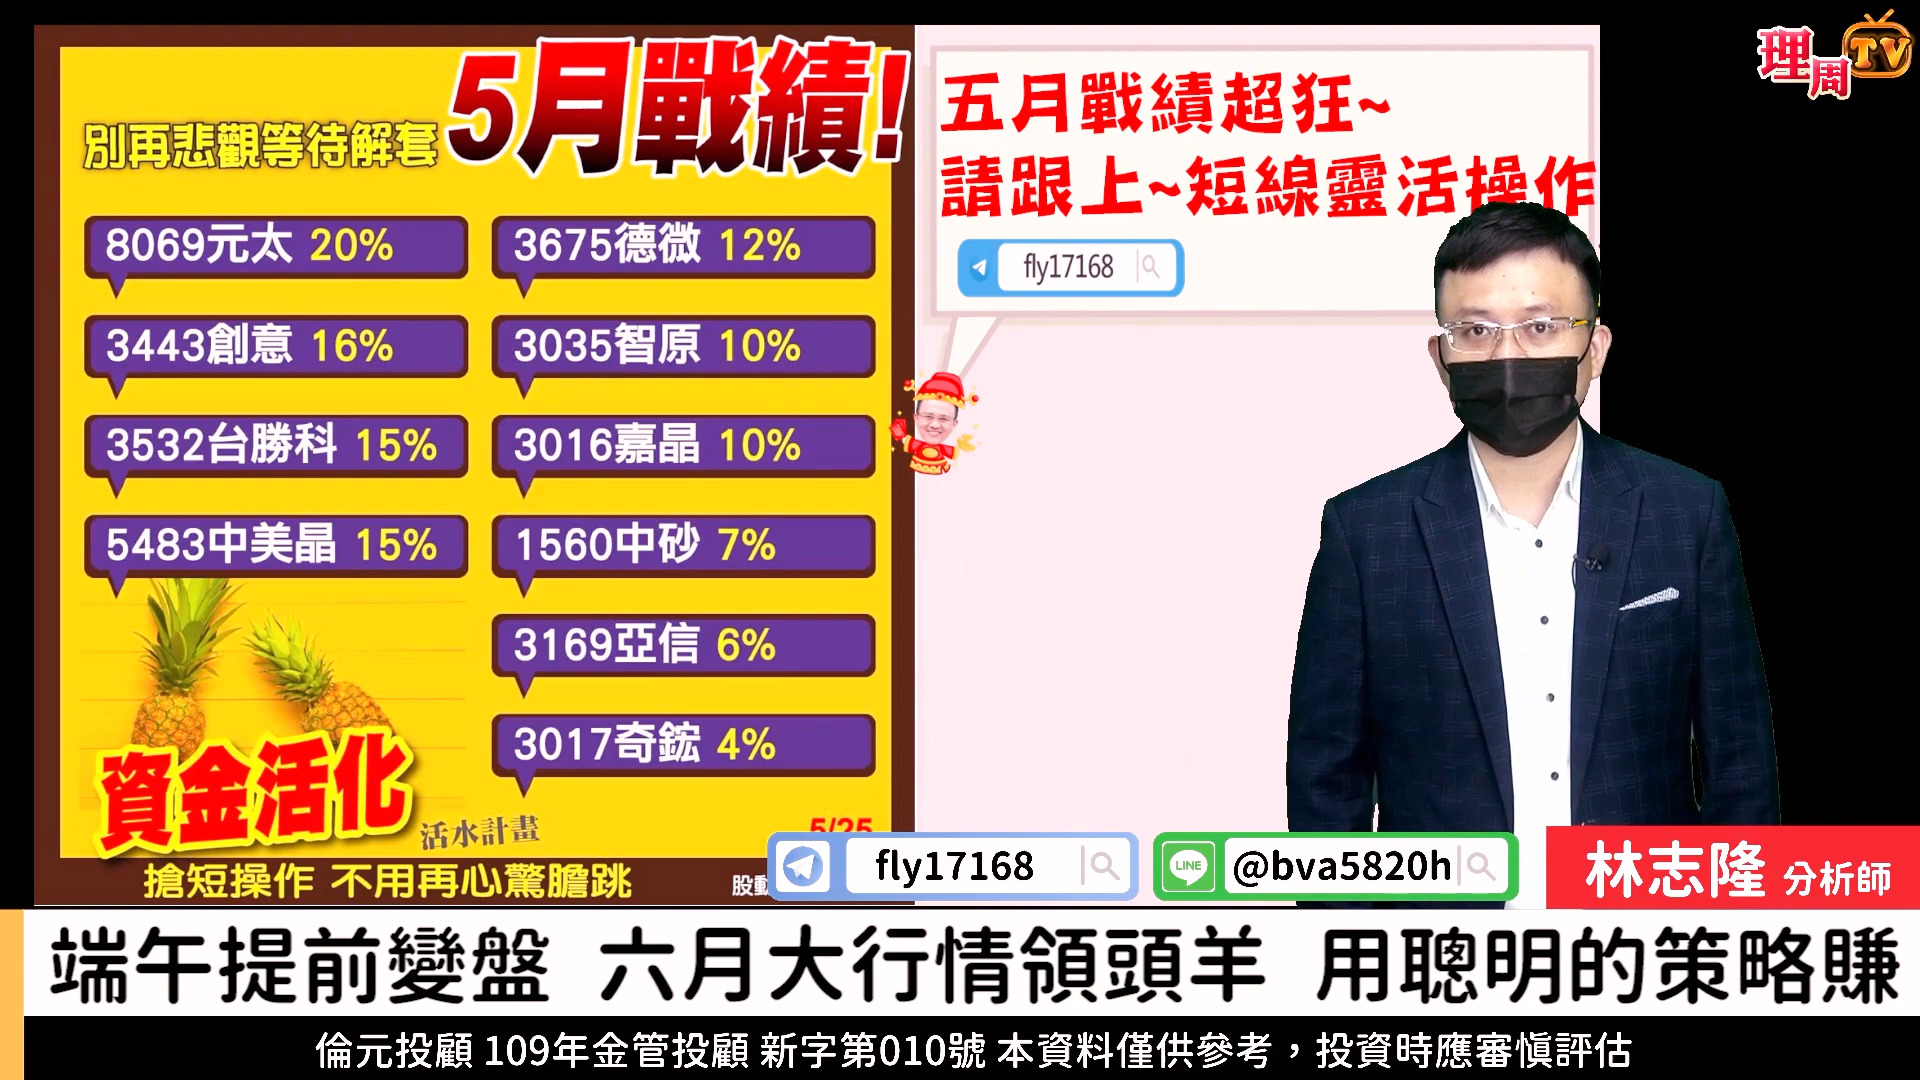 理周TV
5月戰績!
別再悲觀等待解套
8069元太 20%
3443創意 16%
3532台勝科 15%
5483中美晶 15%
3675德微 12%
3035智原 10%
3016嘉晶 10%
1560中砂 7%
3169亞信 6%
3017奇鋐 4%
資金活化
活水計畫
5/25
搶短操作 不用再心驚膽跳
股動
五月戰績超狂~
請跟上~短線靈活操作
fly17168
fly17168
LINE
@bva5820h
林志隆 分析師
端午提前變盤 六月大行情領頭羊 用聰明的策略賺
倫元投顧 109年金管投顧 新字第010號 本資料僅供參考，投資時應審慎評估